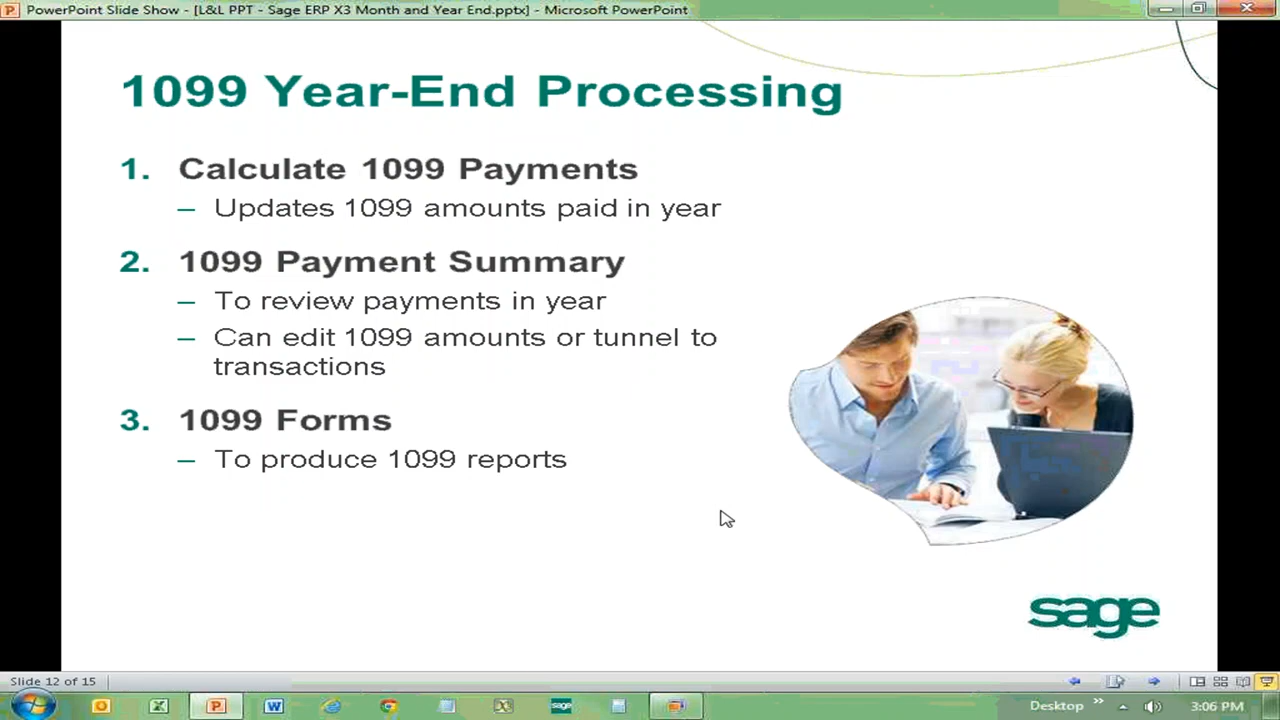 PowerPoint Slide Show - [L&L PPT - Sage ERP X3 Month and Year End.pptx] - Microsoft PowerPoint
1099 Year-End Processing
1. Calculate 1099 Payments
– Updates 1099 amounts paid in year
2. 1099 Payment Summary
– To review payments in year
– Can edit 1099 amounts or tunnel to
transactions
3. 1099 Forms
– To produce 1099 reports
sage
Slide 12 of 15
sage
Desktop
3:06 PM